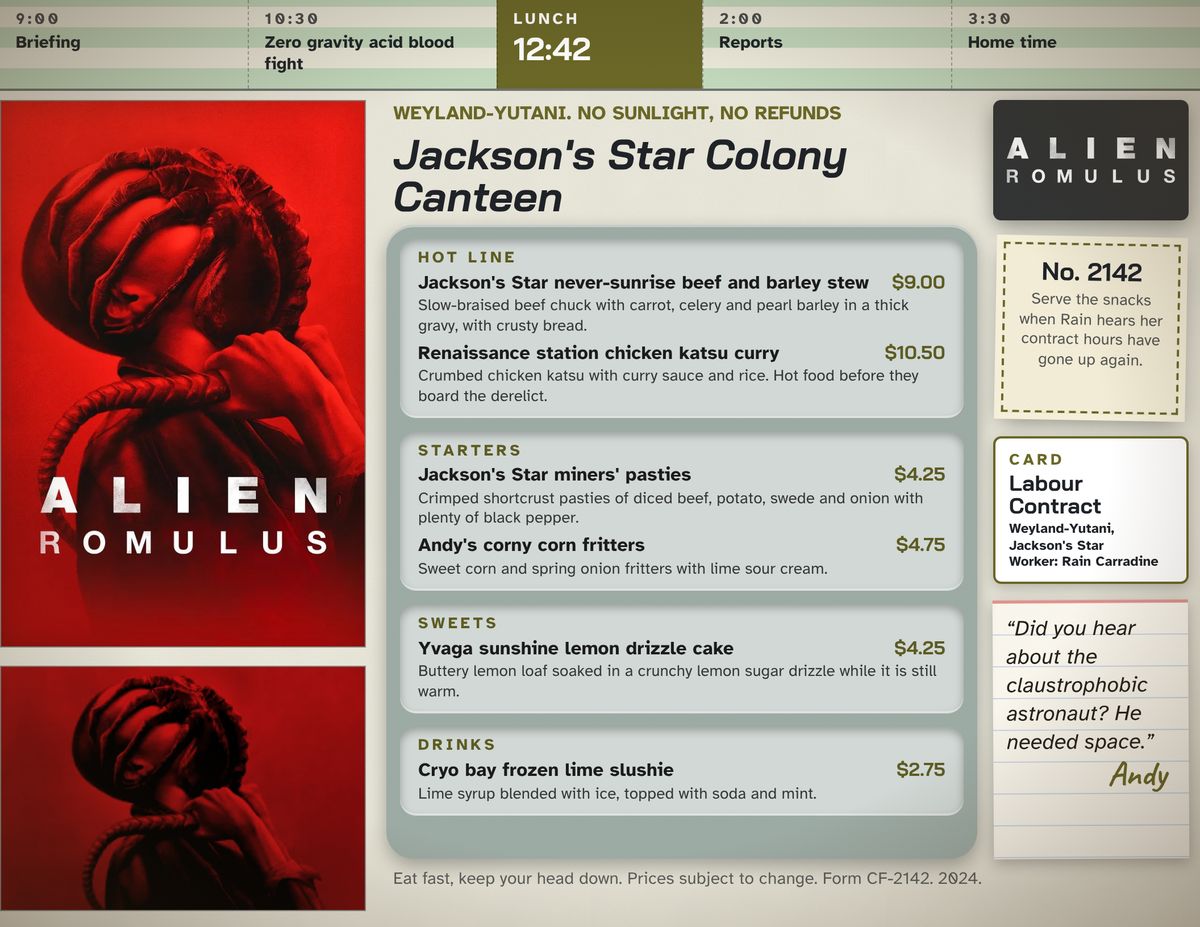 9:00
Briefing
10:30
Zero gravity acid blood
fight
LUNCH
12:42
2:00
Reports
3:30
Home time
ALIEN
ROMULUS
WEYLAND-YUTANI. NO SUNLIGHT, NO REFUNDS
Jackson's Star Colony
Canteen
HOT LINE
Jackson's Star never-sunrise beef and barley stew $9.00
Slow-braised beef chuck with carrot, celery and pearl barley in a thick
gravy, with crusty bread.
Renaissance station chicken katsu curry $10.50
Crumbed chicken katsu with curry sauce and rice. Hot food before they
board the derelict.
STARTERS
Jackson's Star miners' pasties $4.25
Crimped shortcrust pasties of diced beef, potato, swede and onion with
plenty of black pepper.
Andy's corny corn fritters $4.75
Sweet corn and spring onion fritters with lime sour cream.
SWEETS
Yvaga sunshine lemon drizzle cake $4.25
Buttery lemon loaf soaked in a crunchy lemon sugar drizzle while it is still
warm.
DRINKS
Cryo bay frozen lime slushie $2.75
Lime syrup blended with ice, topped with soda and mint.
Eat fast, keep your head down. Prices subject to change. Form CF-2142. 2024.
ALIEN
ROMULUS
No. 2142
Serve the snacks
when Rain hears her
contract hours have
gone up again.
CARD
Labour
Contract
Weyland-Yutani,
Jackson's Star
Worker: Rain Carradine
“Did you hear
about the
claustrophobic
astronaut? He
needed space.”
Andy